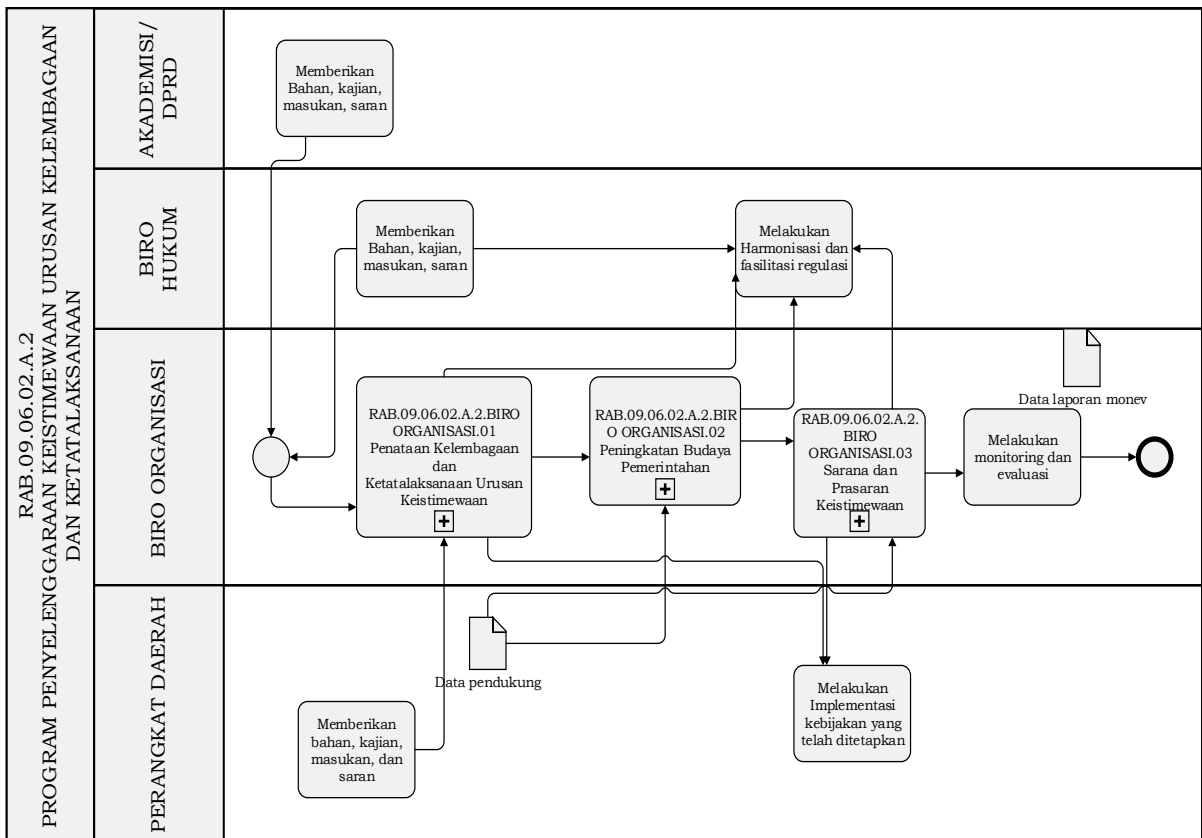 RAB.09.06.02.A.2
PROGRAM PENYELENGGARAAN KEISTIMEWAAN URUSAN KELEMBAGAAN
DAN KETATALAKSANAAN
AKADEMISI/
DPRD
Memberikan
Bahan, kajian,
masukan, saran
BIRO
HUKUM
Memberikan
Bahan, kajian,
masukan, saran
Melakukan
Harmonisasi dan
fasilitasi regulasi
BIRO ORGANISASI
RAB.09.06.02.A.2.BIRO
ORGANISASI.01
Penataan Kelembagaan
dan
Ketatalaksanaan Urusan
Keistimewaan
RAB.09.06.02.A.2.BIR
O ORGANISASI.02
Peningkatan Budaya
Pemerintahan
RAB.09.06.02.A.2.
BIRO
ORGANISASI.03
Sarana dan
Prasaran
Keistimewaan
Data laporan monev
Melakukan
monitoring dan
evaluasi
PERANGKAT DAERAH
Memberikan
bahan, kajian,
masukan, dan
saran
Data pendukung
Melakukan
Implementasi
kebijakan yang
telah ditetapkan